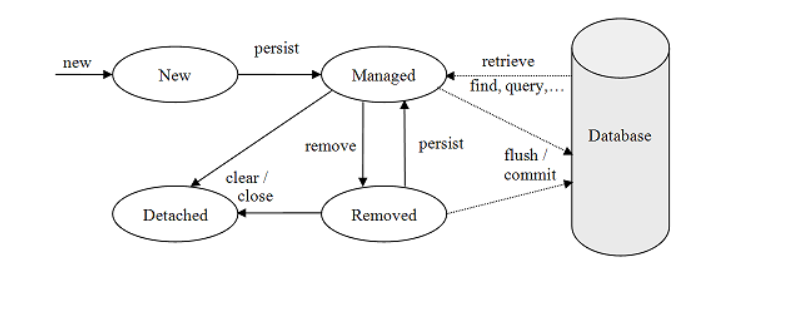 new
New
persist
Managed
retrieve
find, query,...
Database
remove
persist
flush /
commit
clear /
close
Detached
Removed